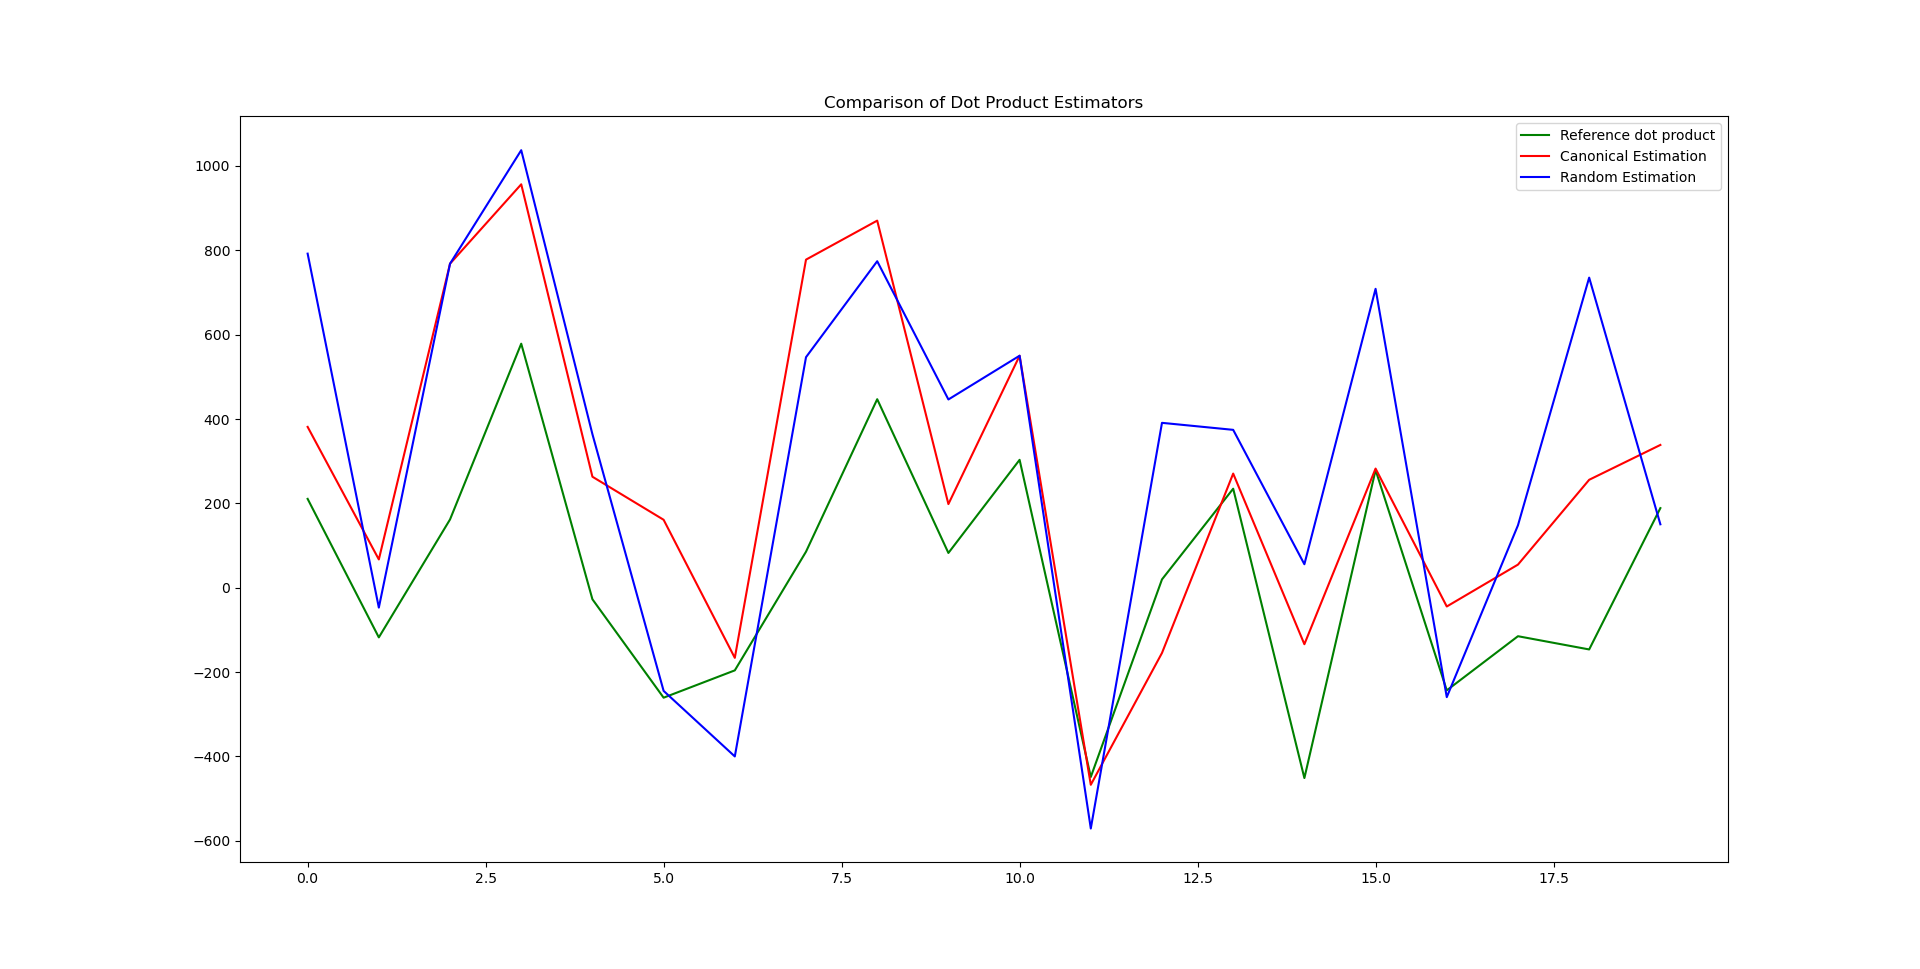 Comparison of Dot Product Estimators
Reference dot product
Canonical Estimation
Random Estimation
1000
800
600
400
200
0
−200
−400
−600
0.0 2.5 5.0 7.5 10.0 12.5 15.0 17.5